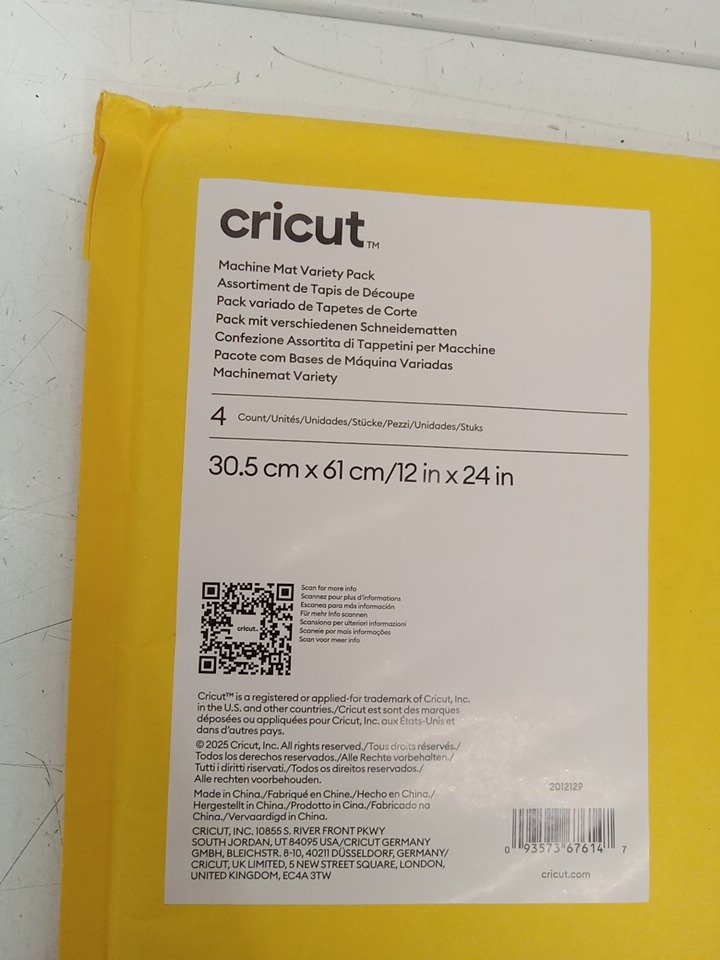 cricut™
Machine Mat Variety Pack
Assortiment de Tapis de Découpe
Pack variado de Tapetes de Corte
Pack mit verschiedenen Schneidematten
Confezione Assortita di Tappetini per Macchine
Pacote com Bases de Máquina Variadas
Machinemat Variety
4 Count/Unités/Unidades/Stücke/Pezzi/Unidades/Stuks
30.5 cm x 61 cm/12 in x 24 in
cricut
Scan for more info
Scannez pour plus d'informations
Escanea para más información
Für mehr Info scannen
Scansiona per ulteriori informazioni
Scaneie por mais informações
Scan voor meer info
Cricut™ is a registered or applied-for trademark of Cricut, Inc.
in the U.S. and other countries./Cricut est sont des marques
déposées ou appliquées pour Cricut, Inc. aux États-Unis et
dans d'autres pays.
© 2025 Cricut, Inc. All rights reserved./Tous droits réservés./
Todos los derechos reservados./Alle Rechte vorbehalten./
Tutti i diritti riservati./Todos os direitos reservados./
Alle rechten voorbehouden.
Made in China./Fabriqué en Chine./Hecho en China./
Hergestellt in China./Prodotto in Cina./Fabricado na
China./Vervaardigd in China.
CRICUT, INC. 10855 S. RIVER FRONT PKWY
SOUTH JORDAN, UT 84095 USA/CRICUT GERMANY
GMBH, BLEICHSTR. 8-10, 40211 DÜSSELDORF, GERMANY/
CRICUT, UK LIMITED, 5 NEW STREET SQUARE, LONDON,
UNITED KINGDOM, EC4A 3TW
2012129
0 93573 67614 7
cricut.com